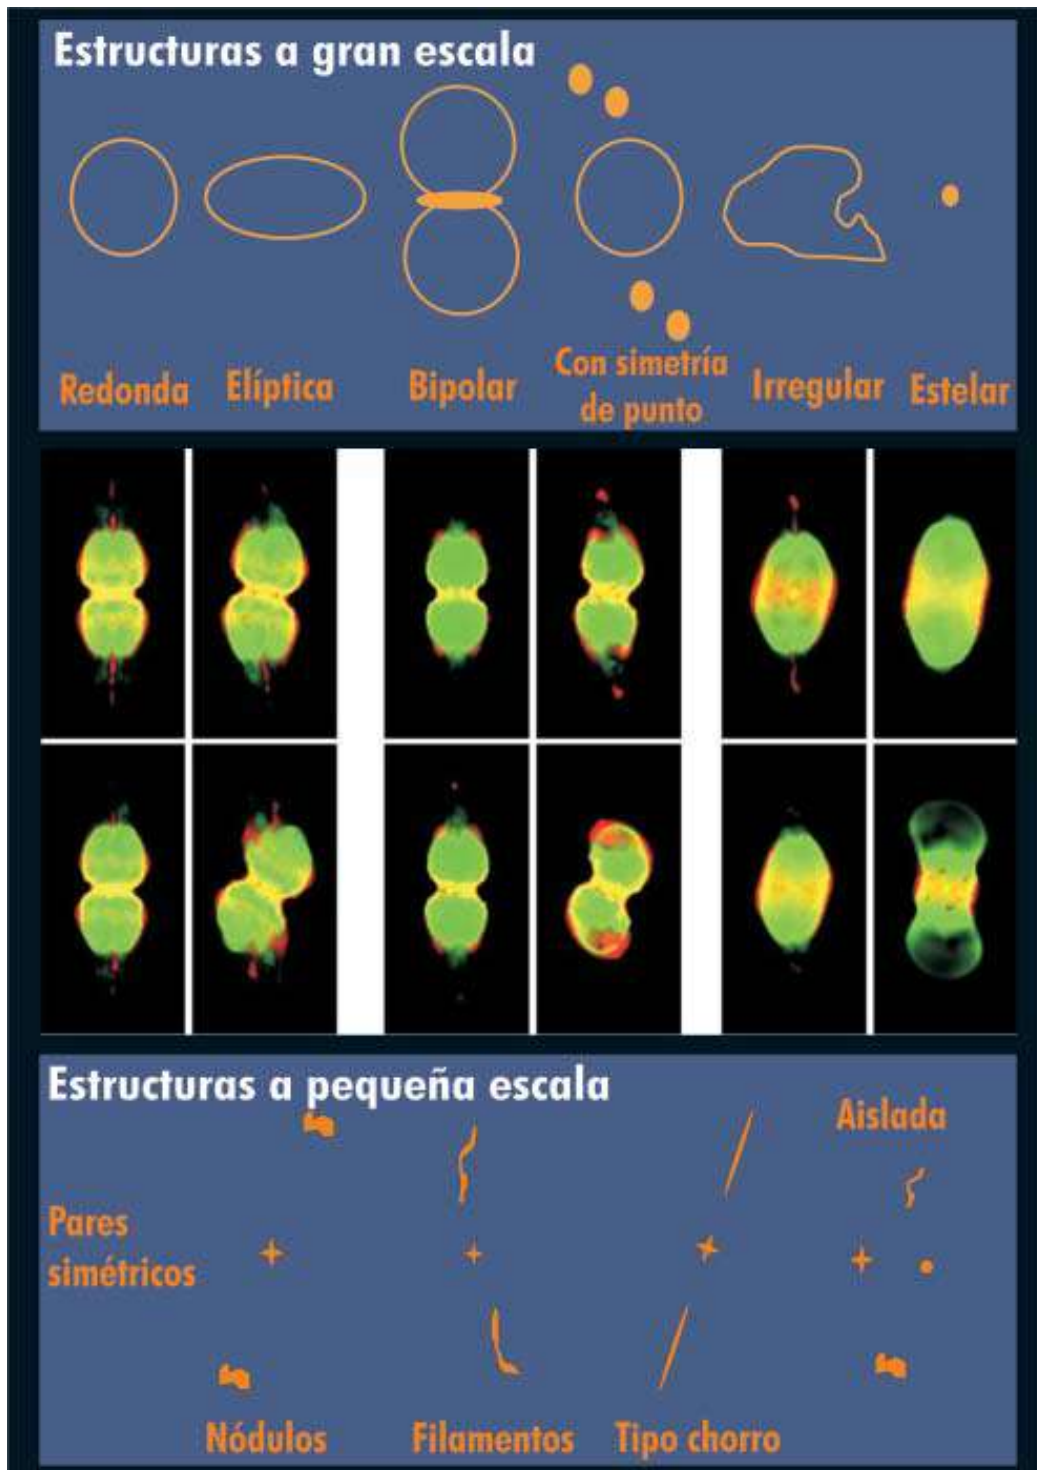 Estructuras a gran escala
Redonda
Elíptica
Bipolar
Con simetría
de punto
Irregular
Estelar
Estructuras a pequeña escala
Aislada
Pares
simétricos
Nódulos
Filamentos
Tipo chorro